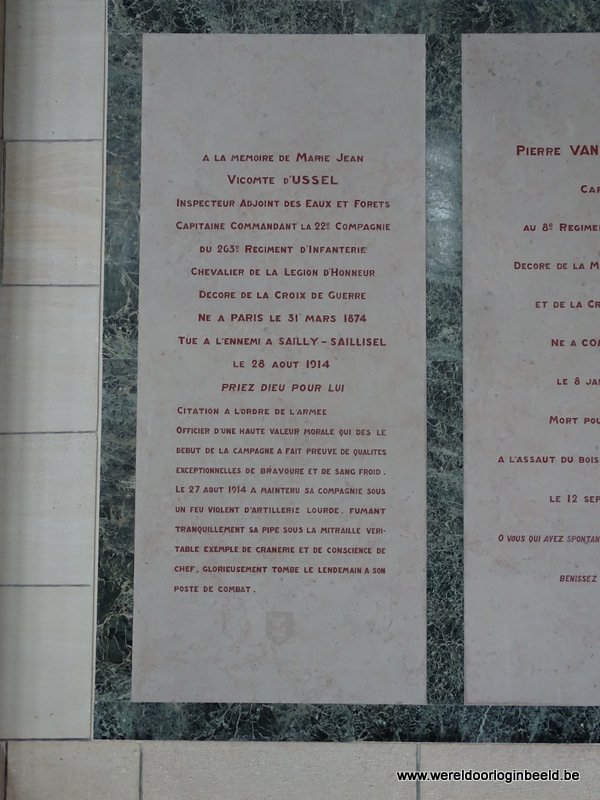 A LA MEMOIRE DE MARIE JEAN
VICOMTE D'USSEL
INSPECTEUR ADJOINT DES EAUX ET FORETS
CAPITAINE COMMANDANT LA 22E COMPAGNIE
DU 263E REGIMENT D'INFANTERIE
CHEVALIER DE LA LEGION D'HONNEUR
DECORE DE LA CROIX DE GUERRE
NE A PARIS LE 31 MARS 1874
TUE A L'ENNEMI A SAILLY-SAILLISEL
LE 28 AOUT 1914
PRIEZ DIEU POUR LUI
CITATION A L'ORDRE DE L'ARMEE
OFFICIER D'UNE HAUTE VALEUR MORALE QUI DES LE
DEBUT DE LA CAMPAGNE A FAIT PREUVE DE QUALITES
EXCEPTIONNELLES DE BRAVOURE ET DE SANG FROID.
LE 27 AOUT 1914 A MAINTENU SA COMPAGNIE SOUS
UN FEU VIOLENT D'ARTILLERIE LOURDE, FUMANT
TRANQUILLEMENT SA PIPE SOUS LA MITRAILLE VERI-
TABLE EXEMPLE DE CRANERIE ET DE CONSCIENCE DE
CHEF, GLORIEUSEMENT TOMBE LE LENDEMAIN A SON
POSTE DE COMBAT.
PIERRE VAN
CAP
AU 8E REGIME
DECORE DE LA M
ET DE LA CR
NE A COA
LE 8 JA
MORT POU
A L'ASSAUT DU BOIS
LE 12 SEP
O VOUS QUI AVEZ SPONTAN
BENISSEZ
www.wereldoorloginbeeld.be